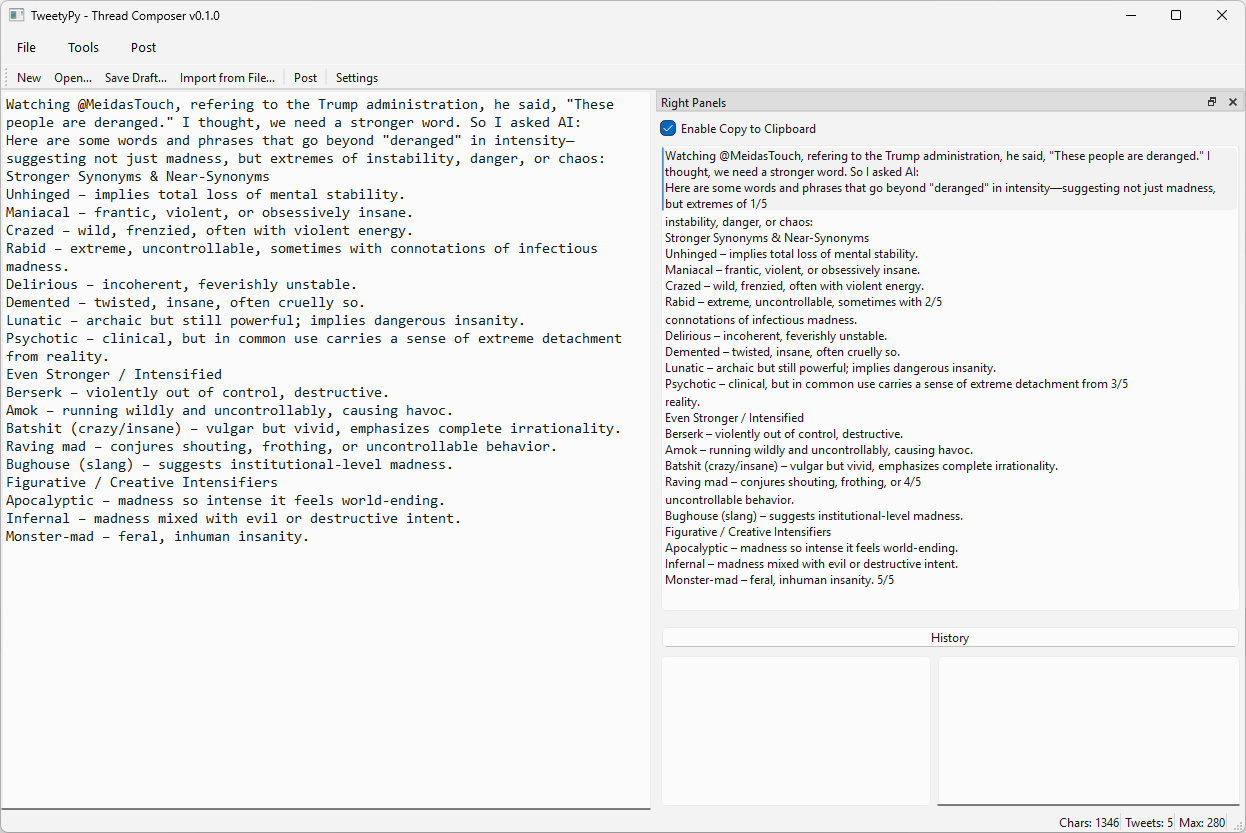 TweetyPy - Thread Composer v0.1.0
File Tools Post
New Open... Save Draft... Import from File... Post Settings
Watching @MeidasTouch, refering to the Trump administration, he said, "These
people are deranged." I thought, we need a stronger word. So I asked AI:
Here are some words and phrases that go beyond "deranged" in intensity—
suggesting not just madness, but extremes of instability, danger, or chaos:
Stronger Synonyms & Near-Synonyms
Unhinged – implies total loss of mental stability.
Maniacal – frantic, violent, or obsessively insane.
Crazed – wild, frenzied, often with violent energy.
Rabid – extreme, uncontrollable, sometimes with connotations of infectious
madness.
Delirious – incoherent, feverishly unstable.
Demented – twisted, insane, often cruelly so.
Lunatic – archaic but still powerful; implies dangerous insanity.
Psychotic – clinical, but in common use carries a sense of extreme detachment
from reality.
Even Stronger / Intensified
Berserk – violently out of control, destructive.
Amok – running wildly and uncontrollably, causing havoc.
Batshit (crazy/insane) – vulgar but vivid, emphasizes complete irrationality.
Raving mad – conjures shouting, frothing, or uncontrollable behavior.
Bughouse (slang) – suggests institutional-level madness.
Figurative / Creative Intensifiers
Apocalyptic – madness so intense it feels world-ending.
Infernal – madness mixed with evil or destructive intent.
Monster-mad – feral, inhuman insanity.
Right Panels
Enable Copy to Clipboard
Watching @MeidasTouch, refering to the Trump administration, he said, "These people are deranged." I
thought, we need a stronger word. So I asked AI:
Here are some words and phrases that go beyond "deranged" in intensity—suggesting not just madness,
but extremes of 1/5
instability, danger, or chaos:
Stronger Synonyms & Near-Synonyms
Unhinged – implies total loss of mental stability.
Maniacal – frantic, violent, or obsessively insane.
Crazed – wild, frenzied, often with violent energy.
Rabid – extreme, uncontrollable, sometimes with 2/5
connotations of infectious madness.
Delirious – incoherent, feverishly unstable.
Demented – twisted, insane, often cruelly so.
Lunatic – archaic but still powerful; implies dangerous insanity.
Psychotic – clinical, but in common use carries a sense of extreme detachment from 3/5
reality.
Even Stronger / Intensified
Berserk – violently out of control, destructive.
Amok – running wildly and uncontrollably, causing havoc.
Batshit (crazy/insane) – vulgar but vivid, emphasizes complete irrationality.
Raving mad – conjures shouting, frothing, or 4/5
uncontrollable behavior.
Bughouse (slang) – suggests institutional-level madness.
Figurative / Creative Intensifiers
Apocalyptic – madness so intense it feels world-ending.
Infernal – madness mixed with evil or destructive intent.
Monster-mad – feral, inhuman insanity. 5/5
History
Chars: 1346 Tweets: 5 Max: 280